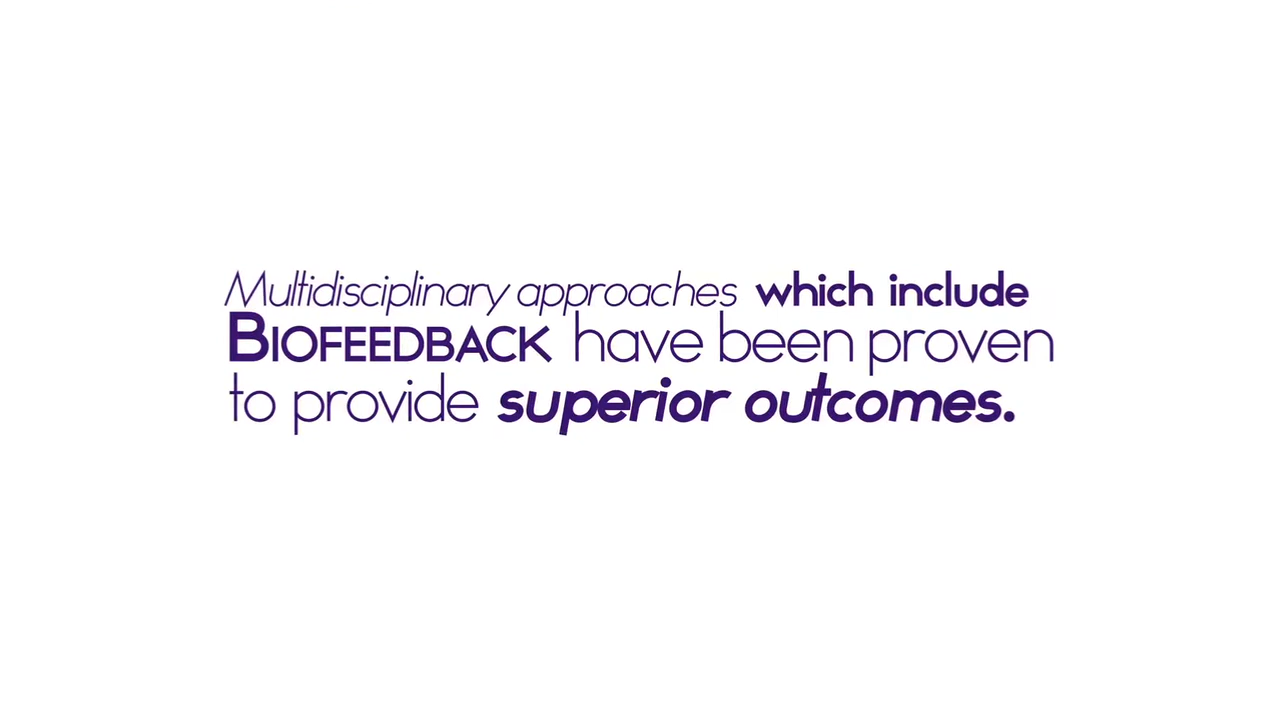 Multidisciplinary approaches which include
BIOFEEDBACK have been proven
to provide superior outcomes.